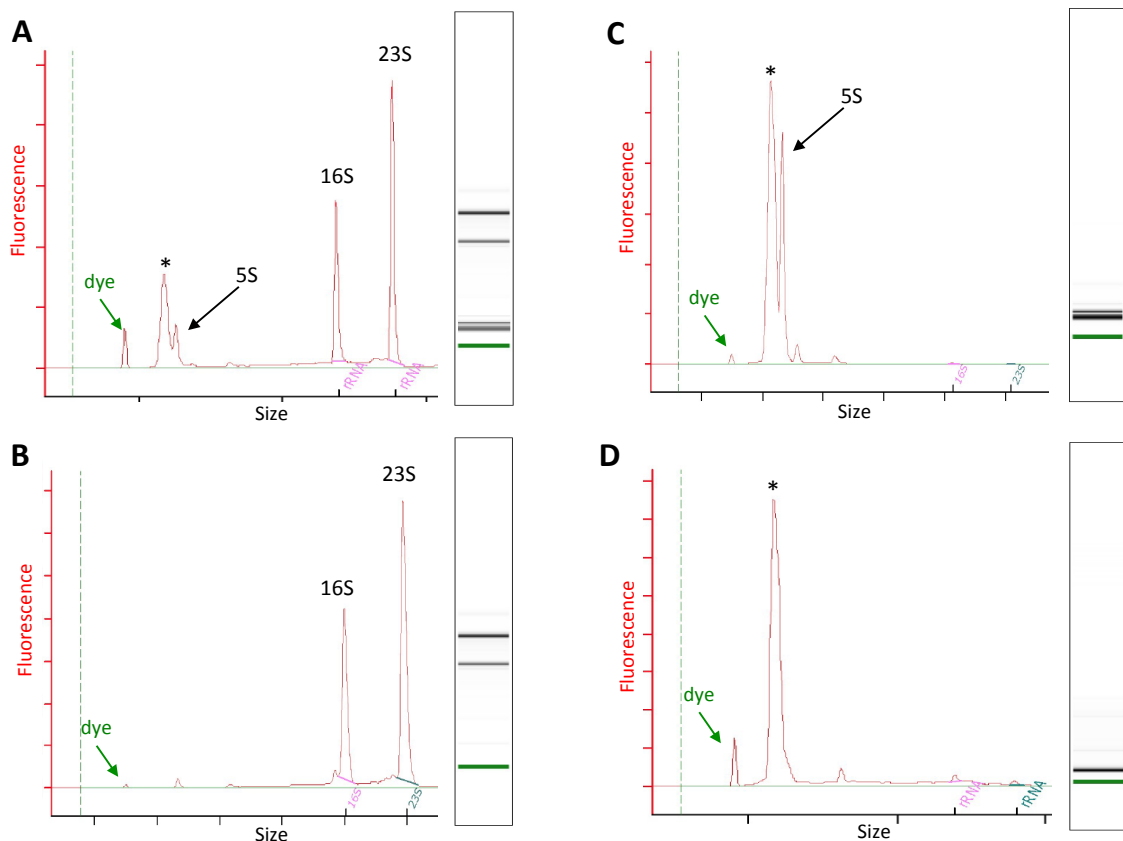 A
23S
16S
*
dye
5S
Fluorescence
rRNA
rRNA
Size
B
23S
16S
dye
Fluorescence
16S
23S
Size
C
*
5S
dye
Fluorescence
16S
23S
Size
D
*
dye
Fluorescence
rRNA
rRNA
Size